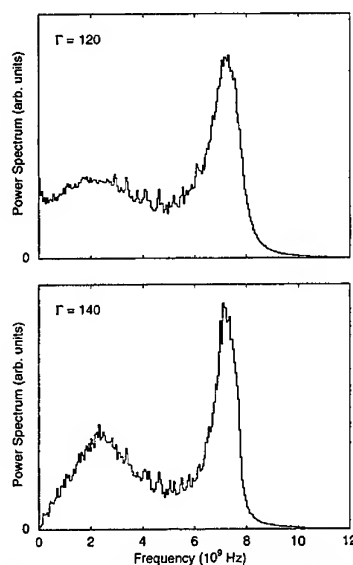 Γ = 120
Power Spectrum (arb. units)
0
Γ = 140
Power Spectrum (arb. units)
0
0 2 4 6 8 10 12
Frequency (10⁹ Hz)